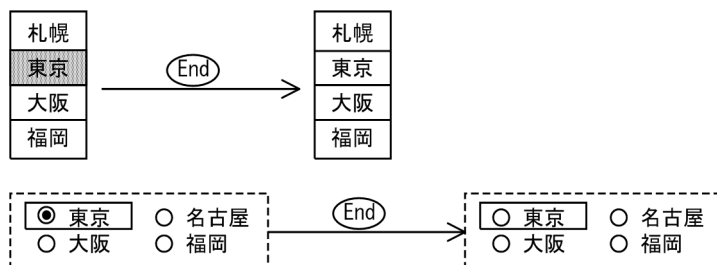 札幌 札幌
東京 End 東京
大阪 大阪
福岡 福岡
東京 名古屋 End 東京 名古屋
大阪 福岡 大阪 福岡